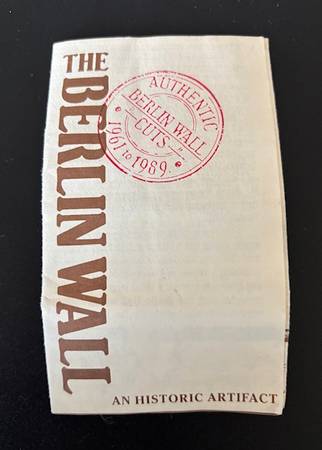 THE
BERLIN WALL
AUTHENTIC
BERLIN WALL
CUTS
1961 to 1989.
AN HISTORIC ARTIFACT